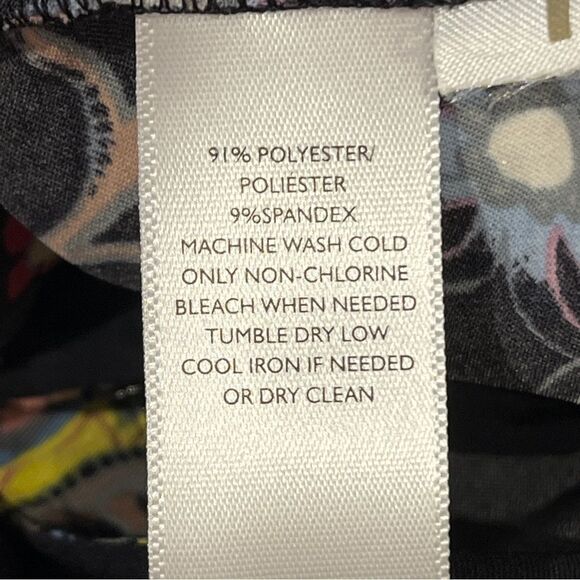 91% POLYESTER/
POLIÉSTER
9%SPANDEX
MACHINE WASH COLD
ONLY NON-CHLORINE
BLEACH WHEN NEEDED
TUMBLE DRY LOW
COOL IRON IF NEEDED
OR DRY CLEAN